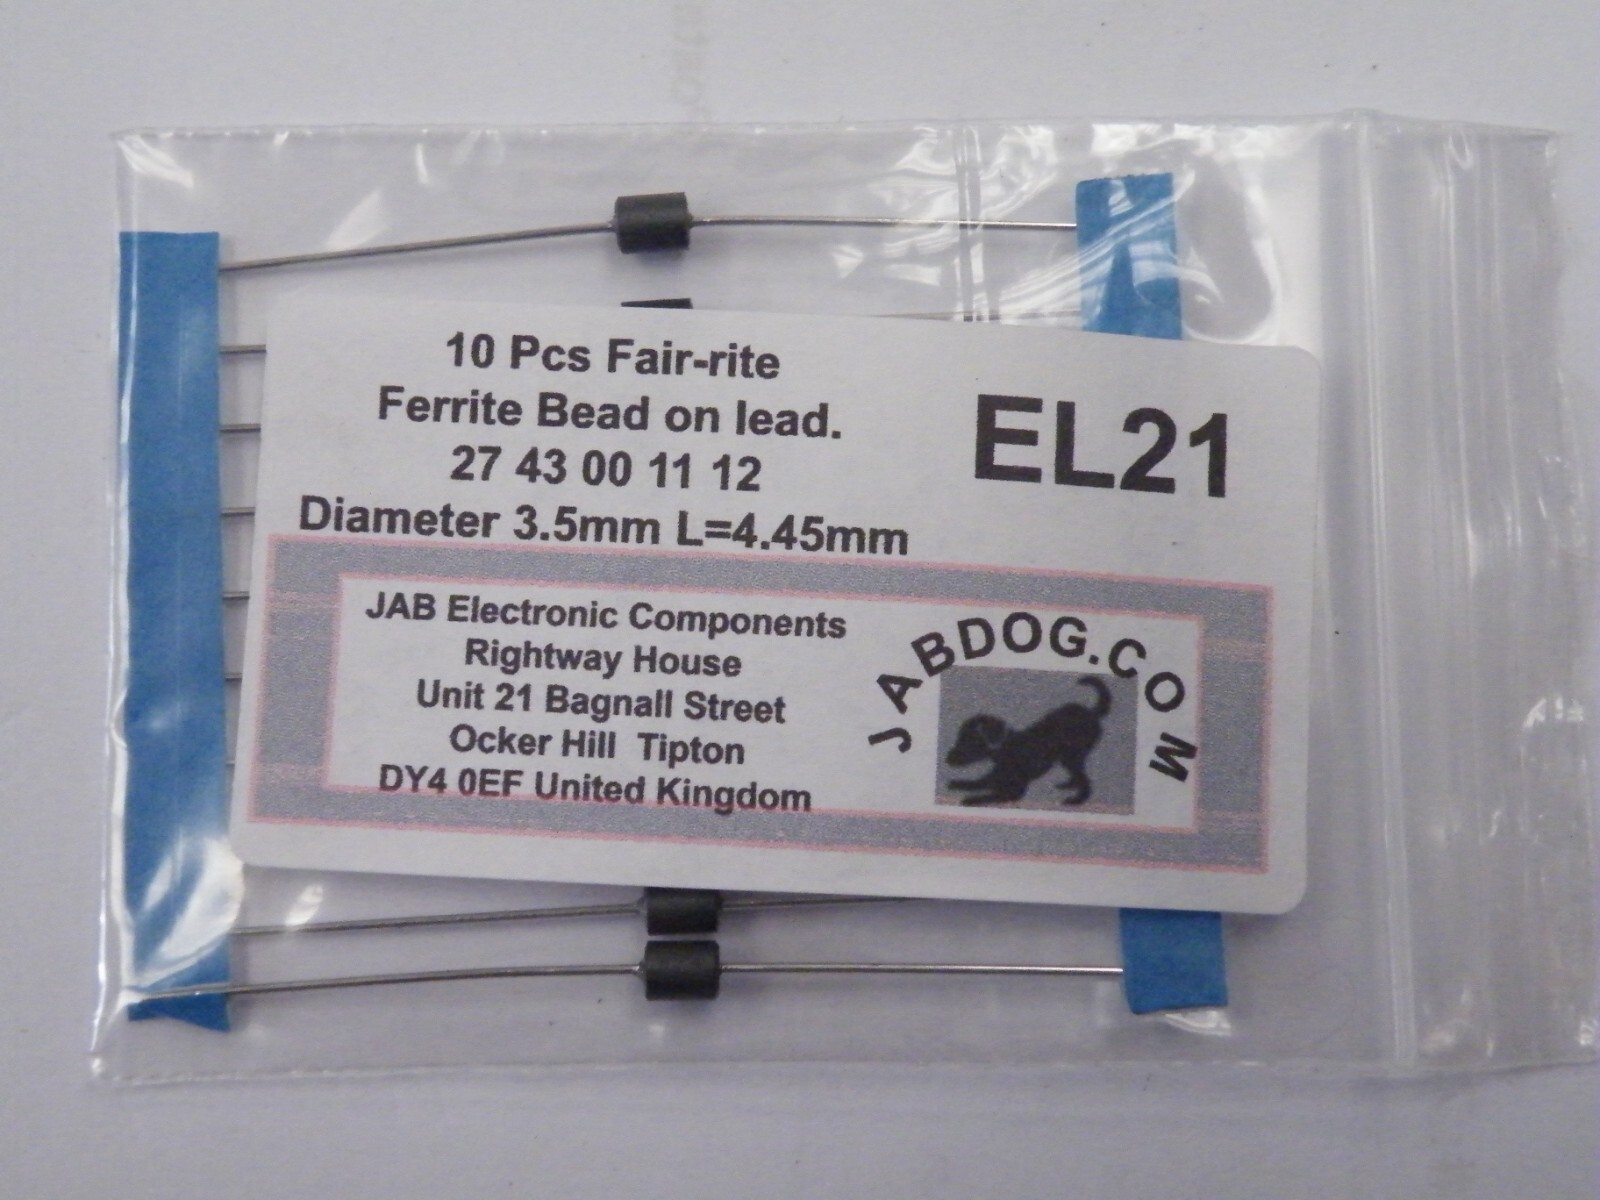 10 Pcs Fair-rite
Ferrite Bead on lead.
27 43 00 11 12
Diameter 3.5mm L=4.45mm
EL21
JAB Electronic Components
Rightway House
Unit 21 Bagnall Street
Ocker Hill Tipton
DY4 0EF United Kingdom
JABDOG.COM